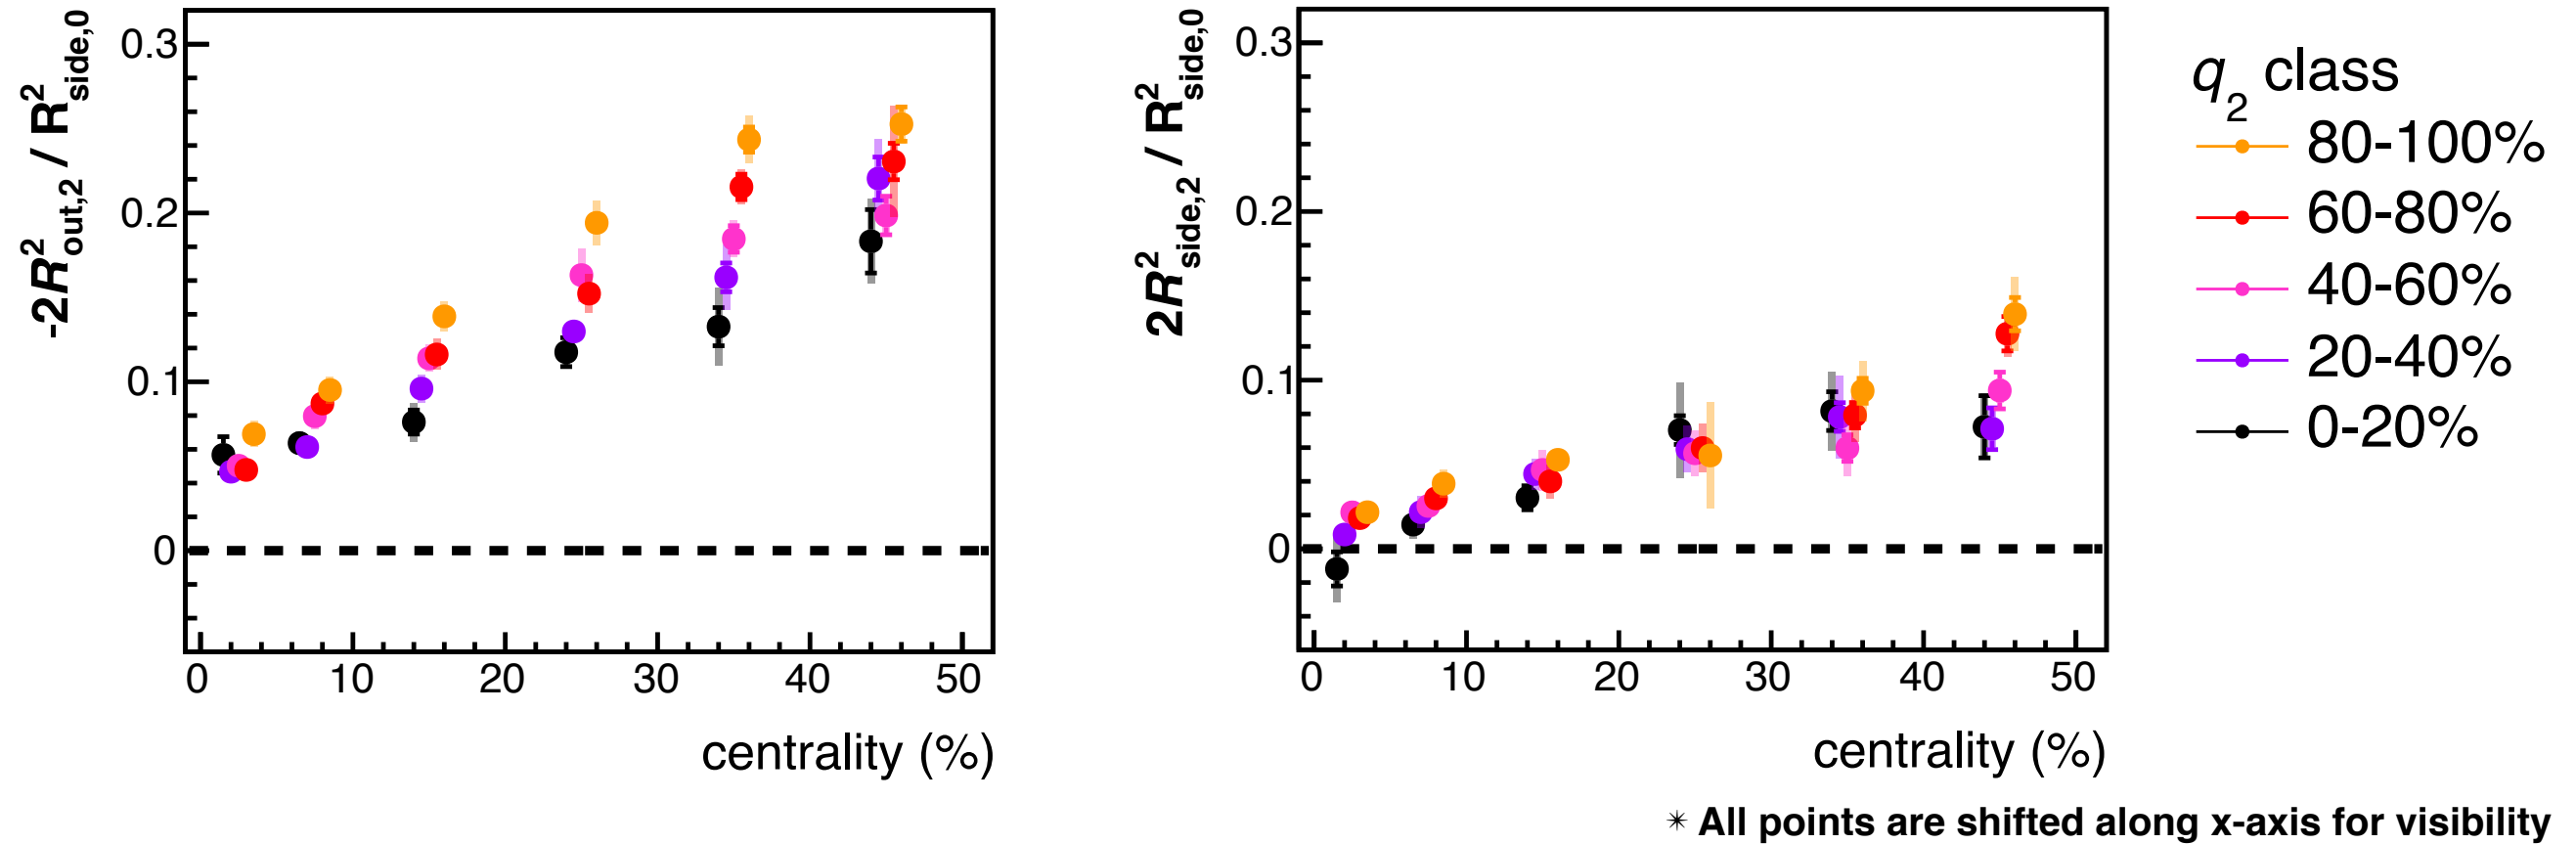 -2R²out,2 / R²side,0
0.3
0.2
0.1
0
0 10 20 30 40 50
centrality (%)
2R²side,2 / R²side,0
0.3
0.2
0.1
0
0 10 20 30 40 50
centrality (%)
q2 class
80-100%
60-80%
40-60%
20-40%
0-20%
✴ All points are shifted along x-axis for visibility